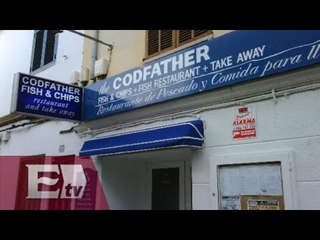 the CODFATHER
FISH & CHIPS + FISH RESTAURANT + TAKE AWAY
Restaurante de Pescado y Comida para
CODFATHER
FISH & CHIPS
restaurant
and take away
ALARMA
E tv